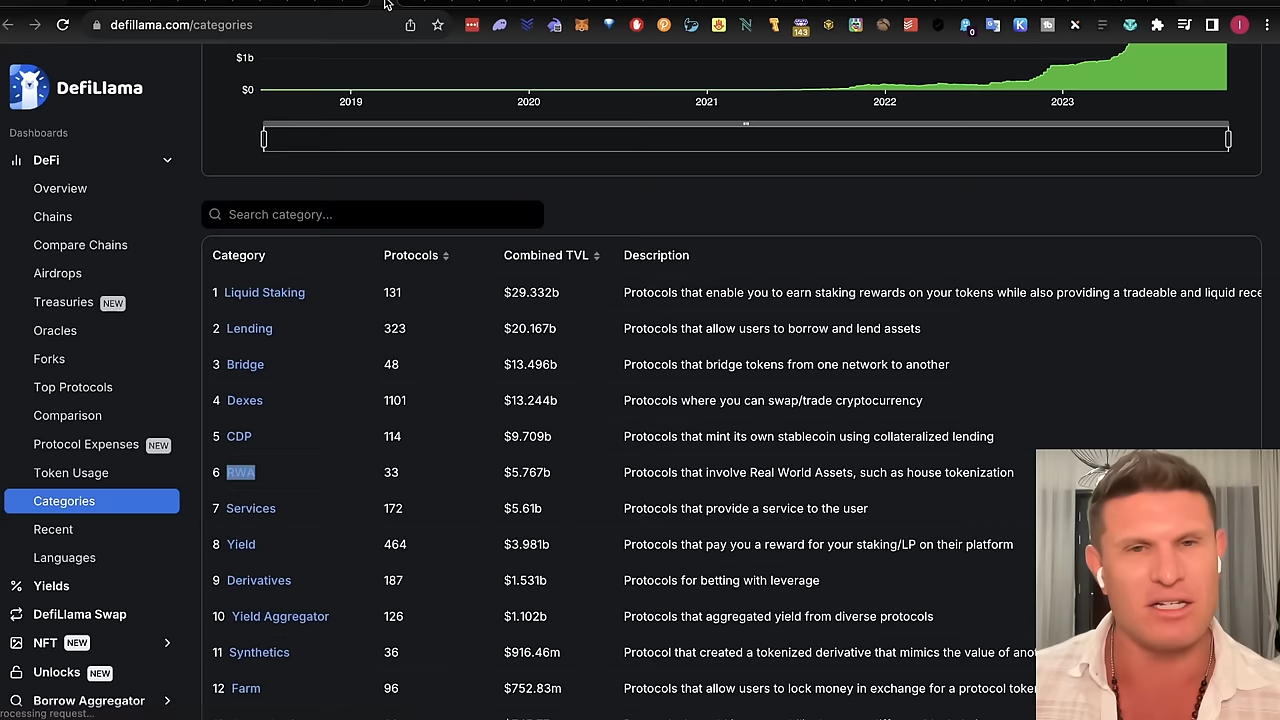 defillama.com/categories
143
0
K
N
I
DefiLlama
Dashboards
DeFi
Overview
Chains
Compare Chains
Airdrops
Treasuries NEW
Oracles
Forks
Top Protocols
Comparison
Protocol Expenses NEW
Token Usage
Categories
Recent
Languages
Yields
DefiLlama Swap
NFT NEW
Unlocks NEW
Borrow Aggregator
rocessing request...
$1b
$0
2019 2020 2021 2022 2023
Search category...
Category Protocols Combined TVL Description
1 Liquid Staking 131 $29.332b Protocols that enable you to earn staking rewards on your tokens while also providing a tradeable and liquid rece
2 Lending 323 $20.167b Protocols that allow users to borrow and lend assets
3 Bridge 48 $13.496b Protocols that bridge tokens from one network to another
4 Dexes 1101 $13.244b Protocols where you can swap/trade cryptocurrency
5 CDP 114 $9.709b Protocols that mint its own stablecoin using collateralized lending
6 RWA 33 $5.767b Protocols that involve Real World Assets, such as house tokenization
7 Services 172 $5.61b Protocols that provide a service to the user
8 Yield 464 $3.981b Protocols that pay you a reward for your staking/LP on their platform
9 Derivatives 187 $1.531b Protocols for betting with leverage
10 Yield Aggregator 126 $1.102b Protocols that aggregated yield from diverse protocols
11 Synthetics 36 $916.46m Protocol that created a tokenized derivative that mimics the value of ano
12 Farm 96 $752.83m Protocols that allow users to lock money in exchange for a protocol toke